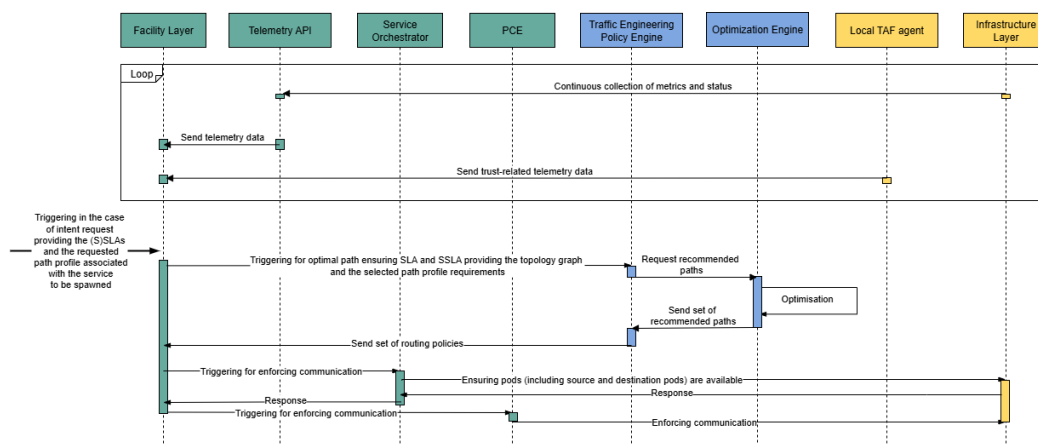 Facility Layer
Telemetry API
Service
Orchestrator
PCE
Traffic Engineering
Policy Engine
Optimization Engine
Local TAF agent
Infrastructure
Layer
Loop
Continuous collection of metrics and status
Send telemetry data
Send trust-related telemetry data
Triggering in the case
of intent request
providing the (S)SLAs
and the requested
path profile associated
with the service
to be spawned
Triggering for optimal path ensuring SLA and SSLA providing the topology graph
and the selected path profile requirements
Request recommended
paths
Optimisation
Send set of
recommended paths
Send set of routing policies
Triggering for enforcing communication
Ensuring pods (including source and destination pods) are available
Response
Response
Triggering for enforcing communication
Enforcing communication